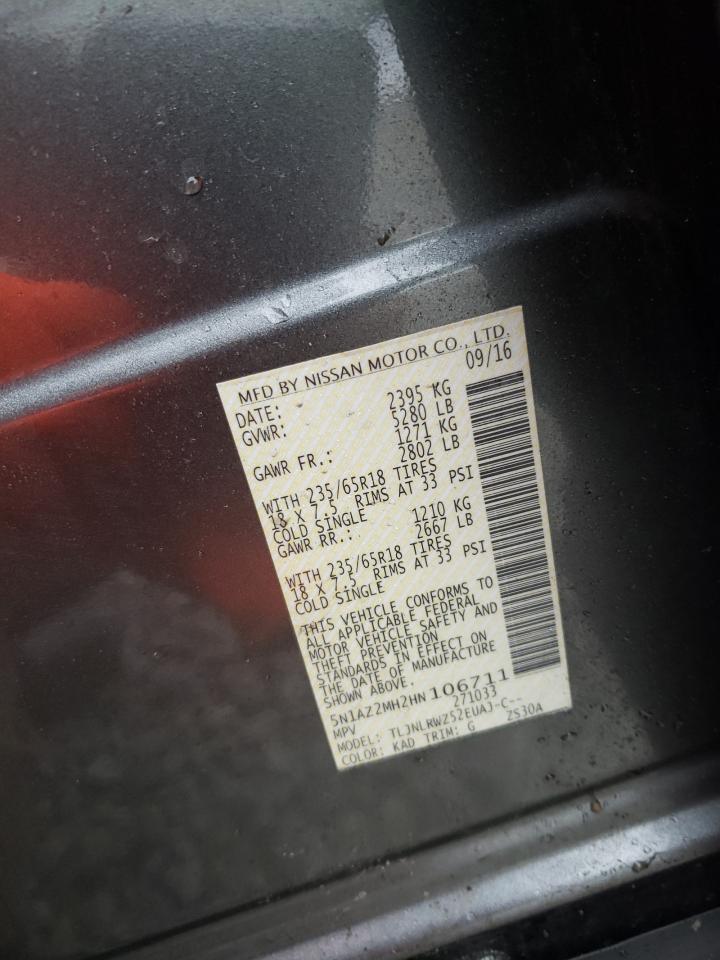 MFD BY NISSAN MOTOR CO., LTD.
DATE: 09/16
GVWR: 2395 KG
5280 LB
GAWR FR.: 1271 KG
2802 LB
WITH 235/65R18 TIRES
18 X 7.5 RIMS AT 33 PSI
COLD SINGLE
GAWR RR.: 1210 KG
2667 LB
WITH 235/65R18 TIRES
18 X 7.5 RIMS AT 33 PSI
COLD SINGLE
THIS VEHICLE CONFORMS TO
ALL APPLICABLE FEDERAL
MOTOR VEHICLE SAFETY AND
THEFT PREVENTION
STANDARDS IN EFFECT ON
THE DATE OF MANUFACTURE
SHOWN ABOVE.
5N1AZ2MH2HN106711
MPV 271033
MODEL: TLJNLRWZ52EUAJ-C--
COLOR: KAD TRIM: G ZS30A